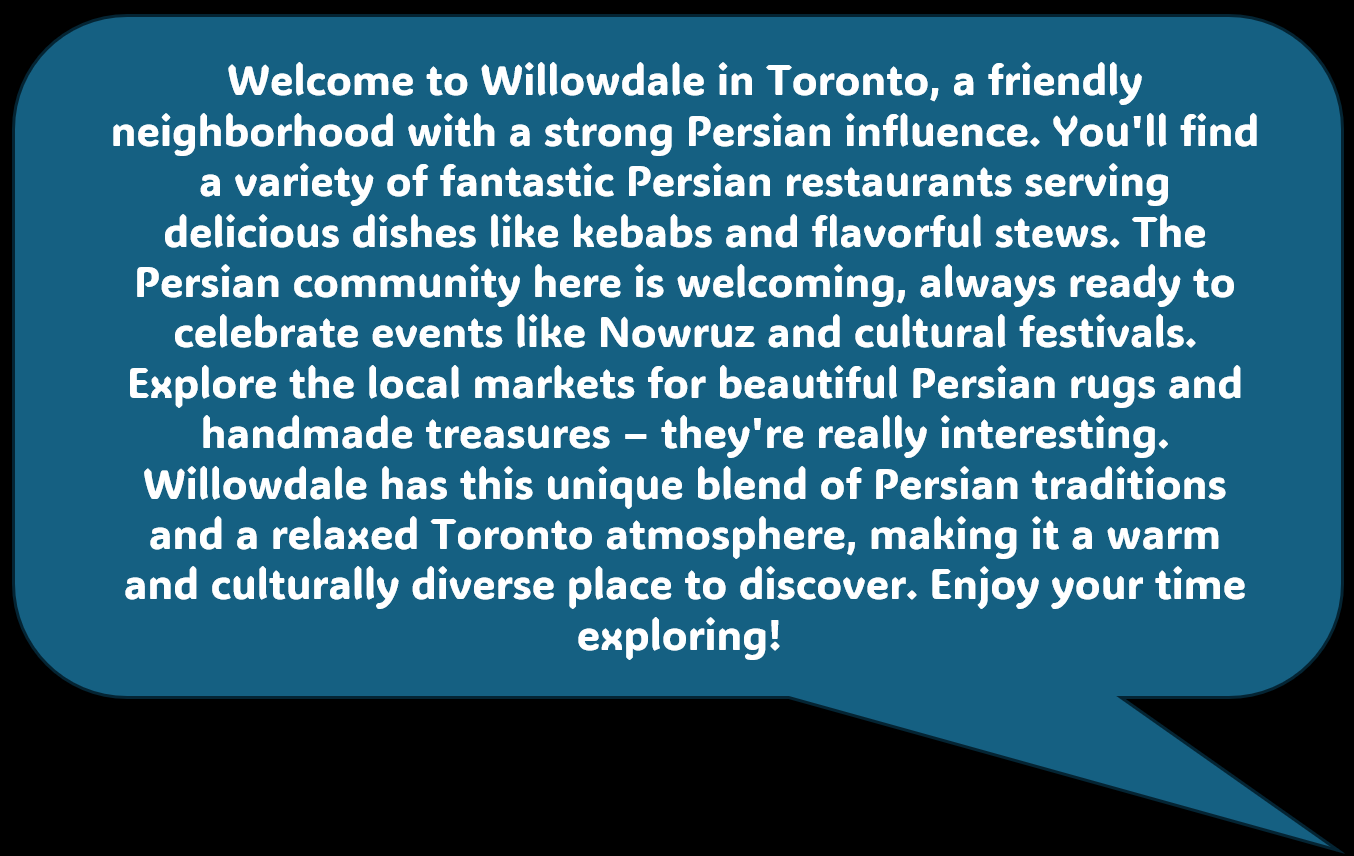 Welcome to Willowdale in Toronto, a friendly
neighborhood with a strong Persian influence. You'll find
a variety of fantastic Persian restaurants serving
delicious dishes like kebabs and flavorful stews. The
Persian community here is welcoming, always ready to
celebrate events like Nowruz and cultural festivals.
Explore the local markets for beautiful Persian rugs and
handmade treasures – they're really interesting.
Willowdale has this unique blend of Persian traditions
and a relaxed Toronto atmosphere, making it a warm
and culturally diverse place to discover. Enjoy your time
exploring!